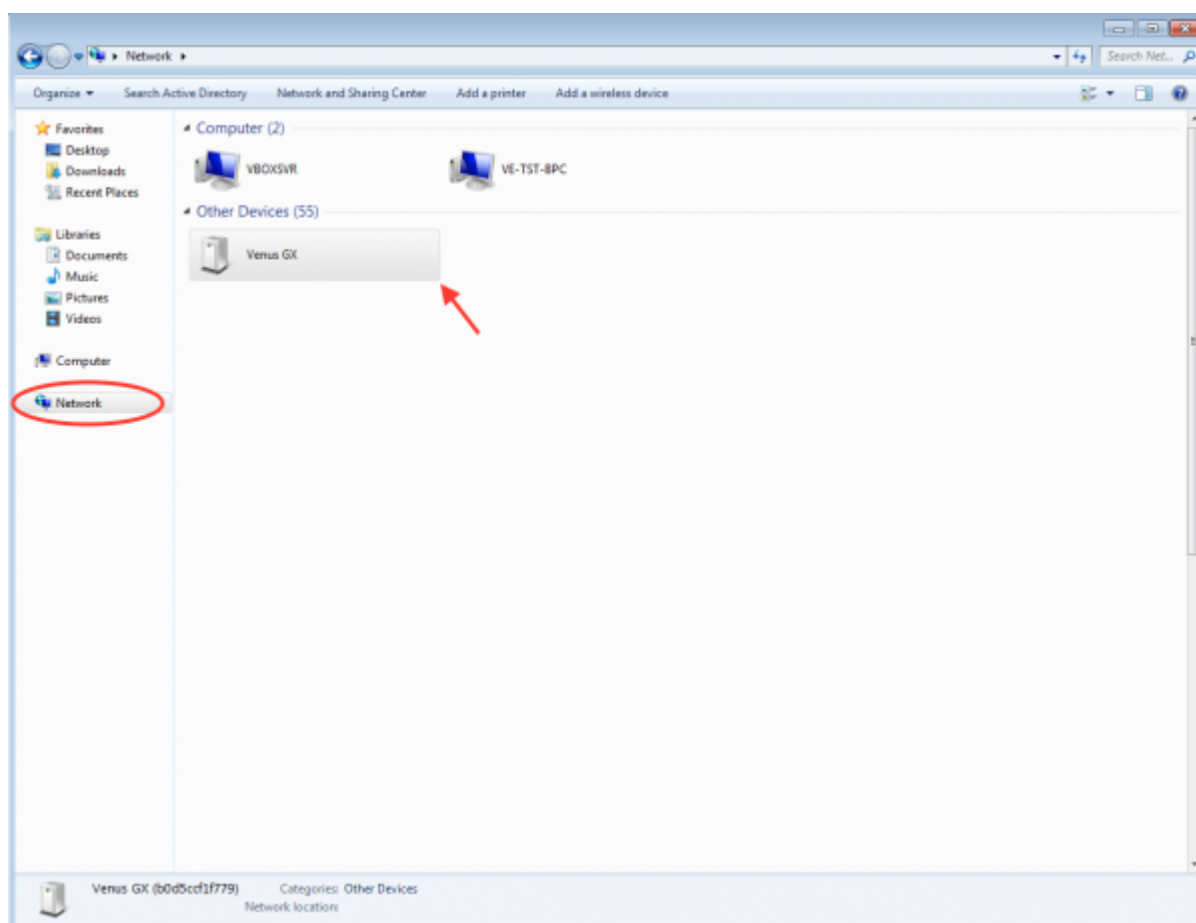 Network
Search Net...
Organize Search Active Directory Network and Sharing Center Add a printer Add a wireless device
Favorites
Desktop
Downloads
Recent Places
Libraries
Documents
Music
Pictures
Videos
Computer
Network
Computer (2)
VBOXSVR VE-TST-BPC
Other Devices (55)
Venus GX
Venus GX (b0d5ccf1f779) Categories: Other Devices
Network location: